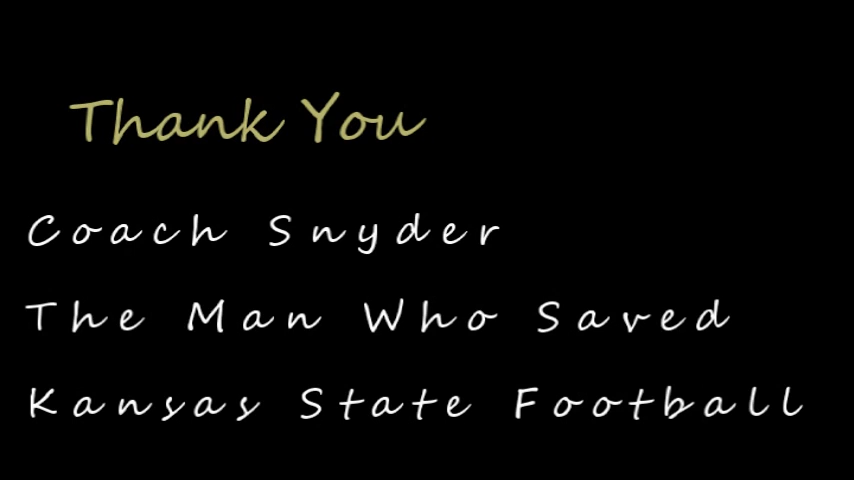 Thank You
Coach Snyder
The Man Who Saved
Kansas State Football